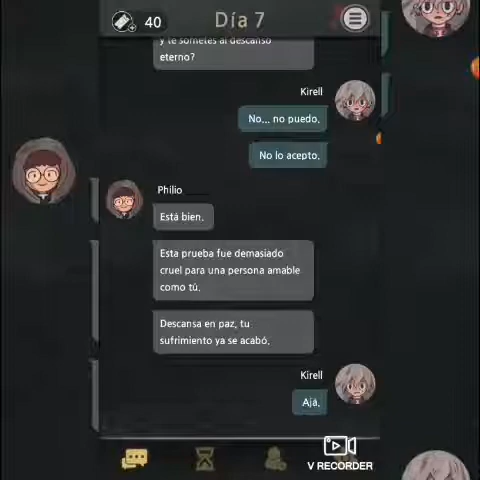 40
Día 7
y te sometes al descanso
eterno?
Kirell
No... no puedo.
No lo acepto.
Philio
Está bien.
Esta prueba fue demasiado
cruel para una persona amable
como tú.
Descansa en paz, tu
sufrimiento ya se acabó.
Kirell
Ajá.
V RECORDER